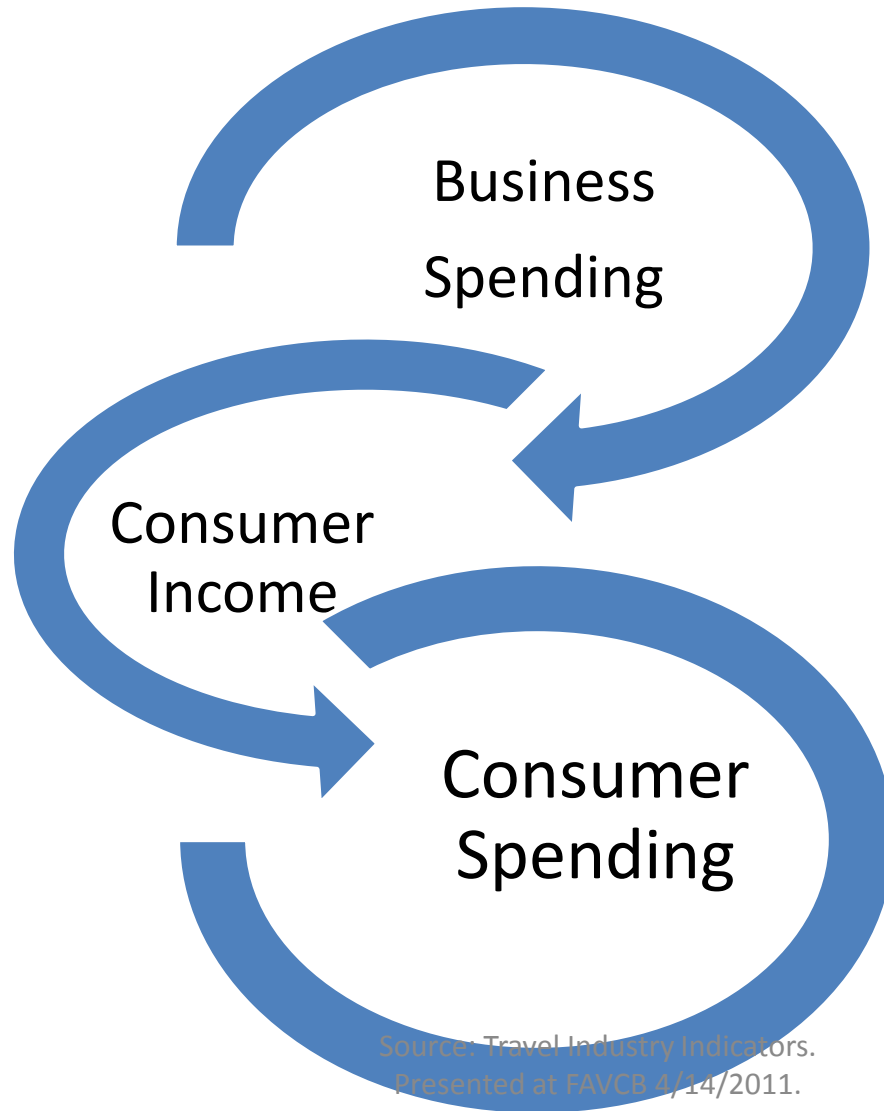 Business
Spending
Consumer
Income
Consumer
Spending
Source: Travel Industry Indicators.
Presented at FAVCB 4/14/2011.